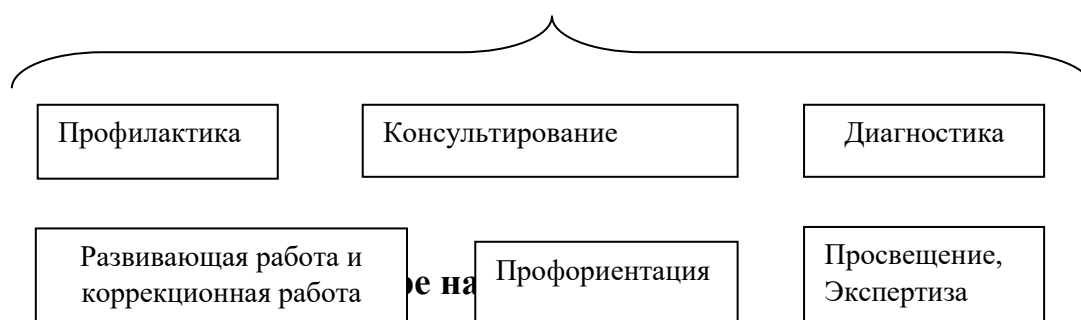 Профилактика
Консультирование
Диагностика
Развивающая работа и
коррекционная работа
Профориентация
Просвещение,
Экспертиза